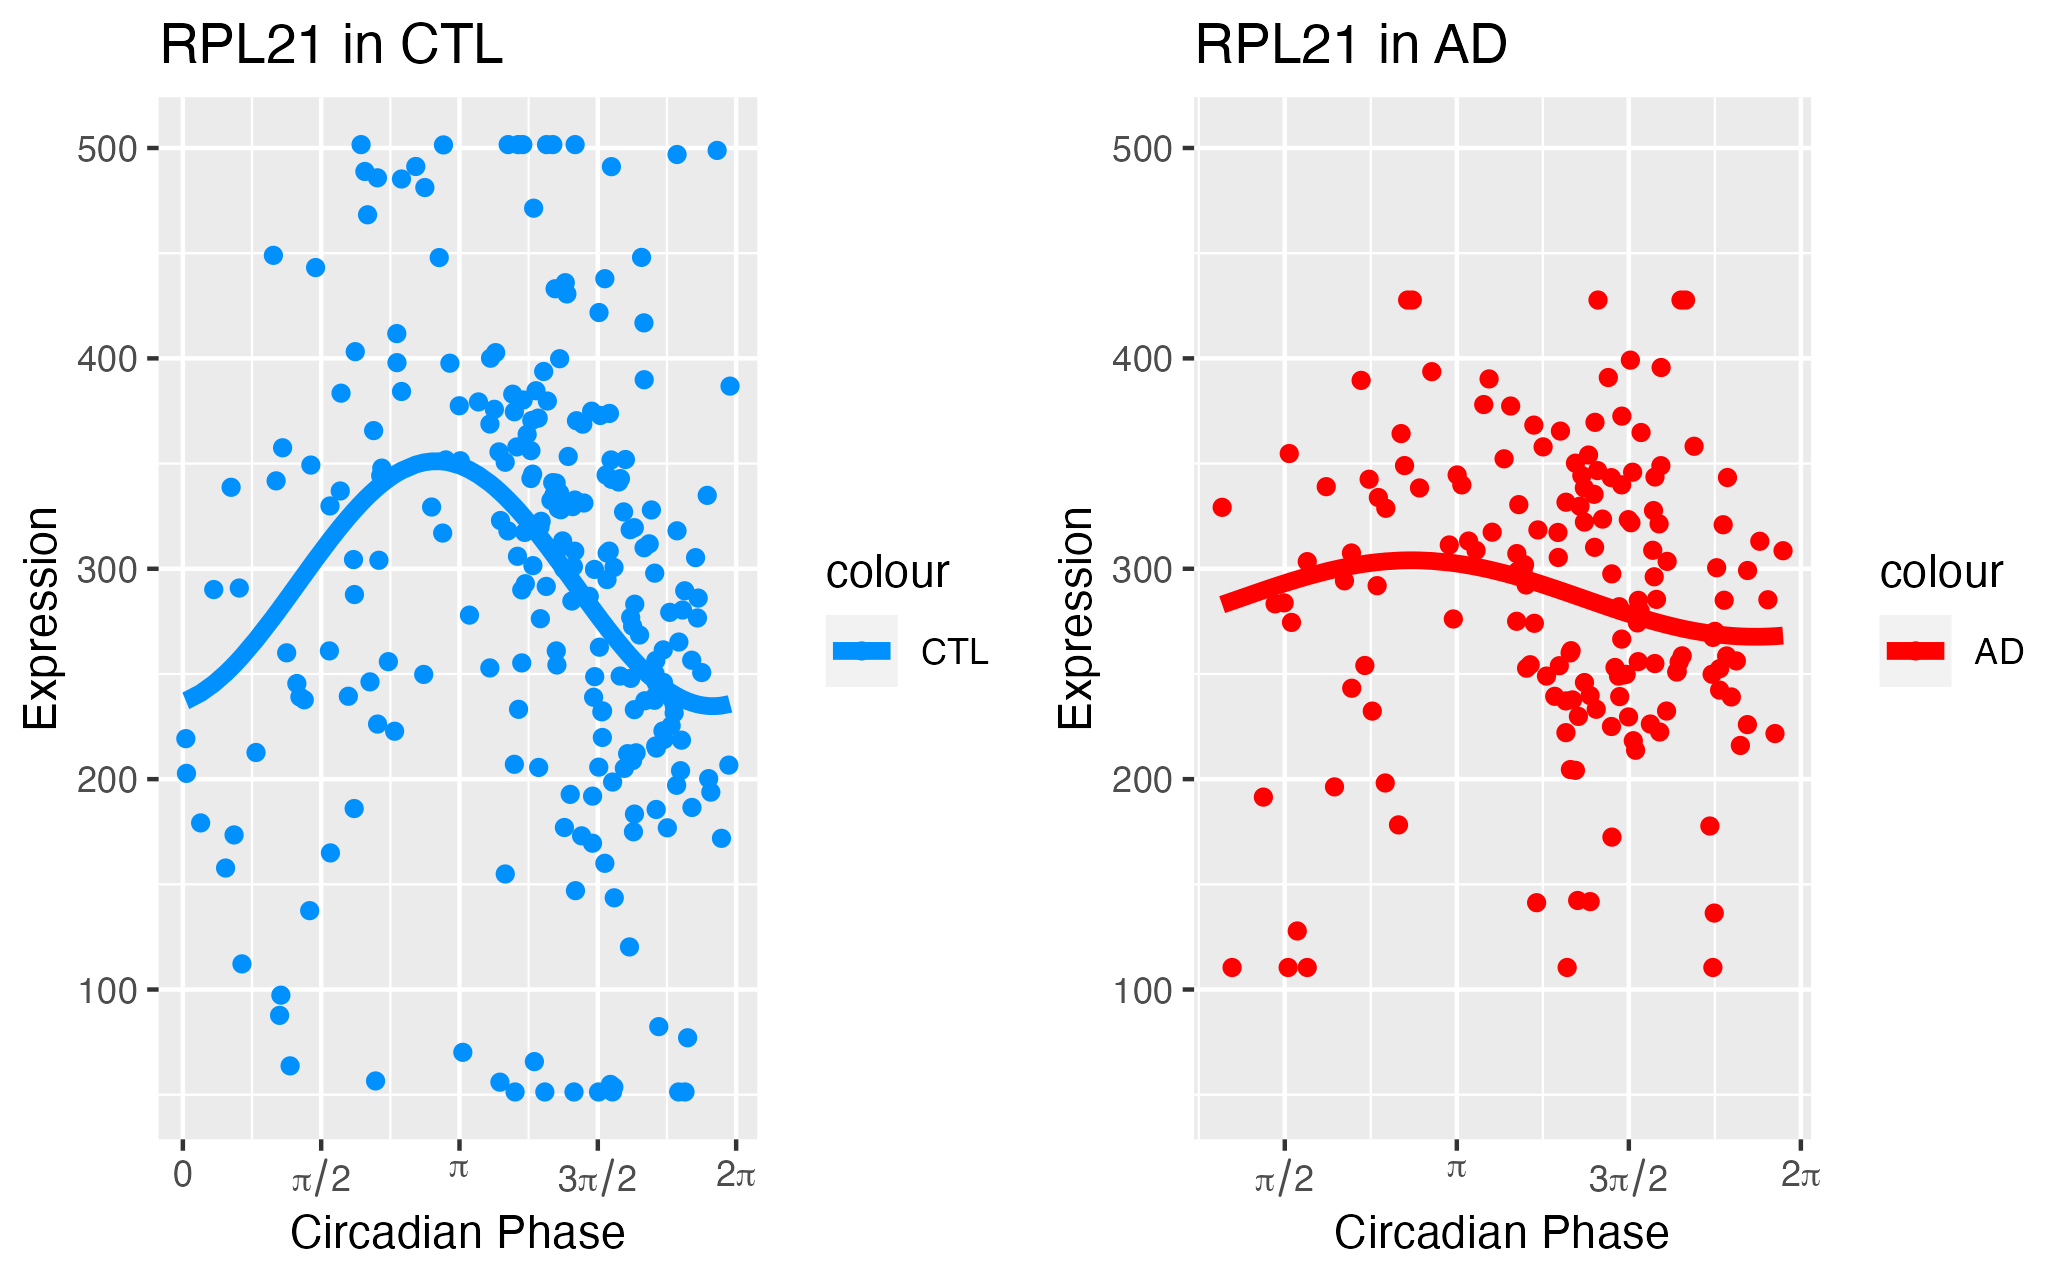 RPL21 in CTL
500
400
300
200
100
Expression
0
π/2
π
3π/2
2π
Circadian Phase
colour
CTL
RPL21 in AD
500
400
300
200
100
Expression
π/2
π
3π/2
2π
Circadian Phase
colour
AD